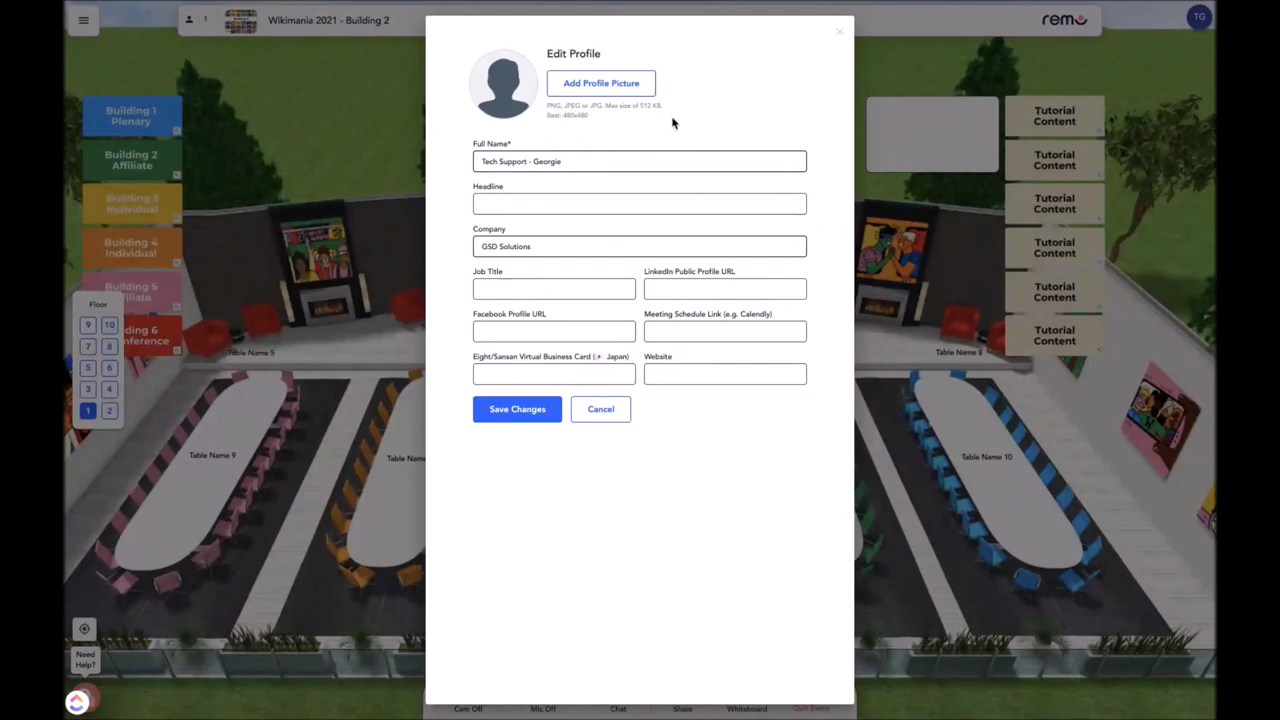 1
Wikimania 2021 - Building 2
remo
TG
Building 1
Plenary
Building 2
Affiliate
Building 3
Individual
Building 4
Individual
Building 5
Floor
9 10
7 8
5 6
3 4
1 2
Table Name 5
Table Name 9
Need
Help?
Edit Profile
Add Profile Picture
PNG, JPEG or JPG. Max size of 512 KB.
Best: 480x480
Full Name*
Tech Support - Georgie
Headline
Company
GSD Solutions
Job Title
LinkedIn Public Profile URL
Facebook Profile URL
Meeting Schedule Link (e.g. Calendly)
Eight/Sansan Virtual Business Card (🇯🇵 Japan)
Website
Save Changes
Cancel
Tutorial
Content
Tutorial
Content
Tutorial
Content
Tutorial
Content
Tutorial
Content
Tutorial
Content
Table Name 8
Table Name 10
Cam Off
Mic Off
Chat
Share
Whiteboard
Quit Event